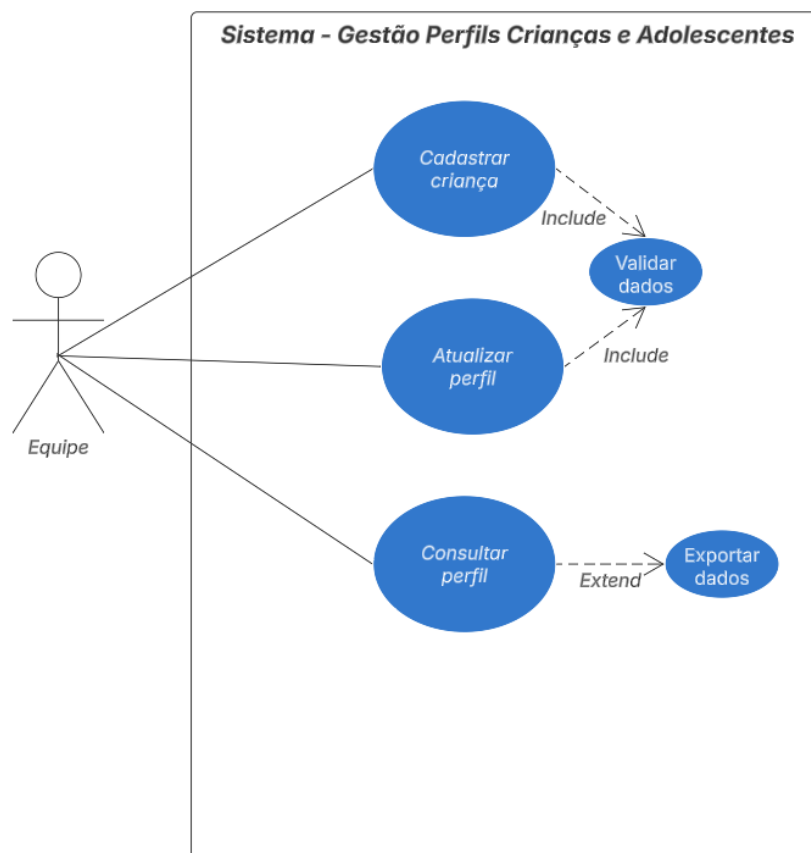 Sistema - Gestão Perfils Crianças e Adolescentes
Cadastrar
criança
Include
Validar
dados
Atualizar
perfil
Include
Equipe
Consultar
perfil
Extend
Exportar
dados